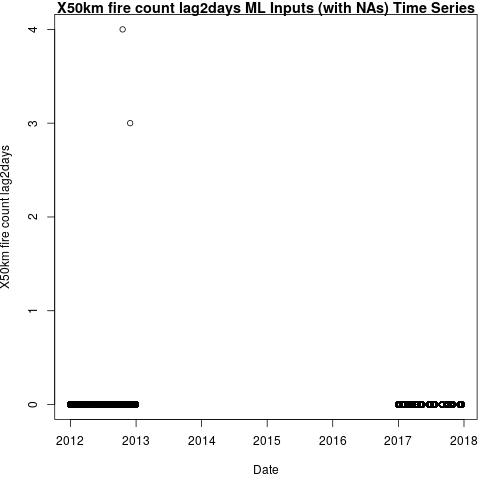 X50km fire count lag2days ML Inputs (with NAs) Time Series
X50km fire count lag2days
4
3
2
1
0
2012 2013 2014 2015 2016 2017 2018
Date